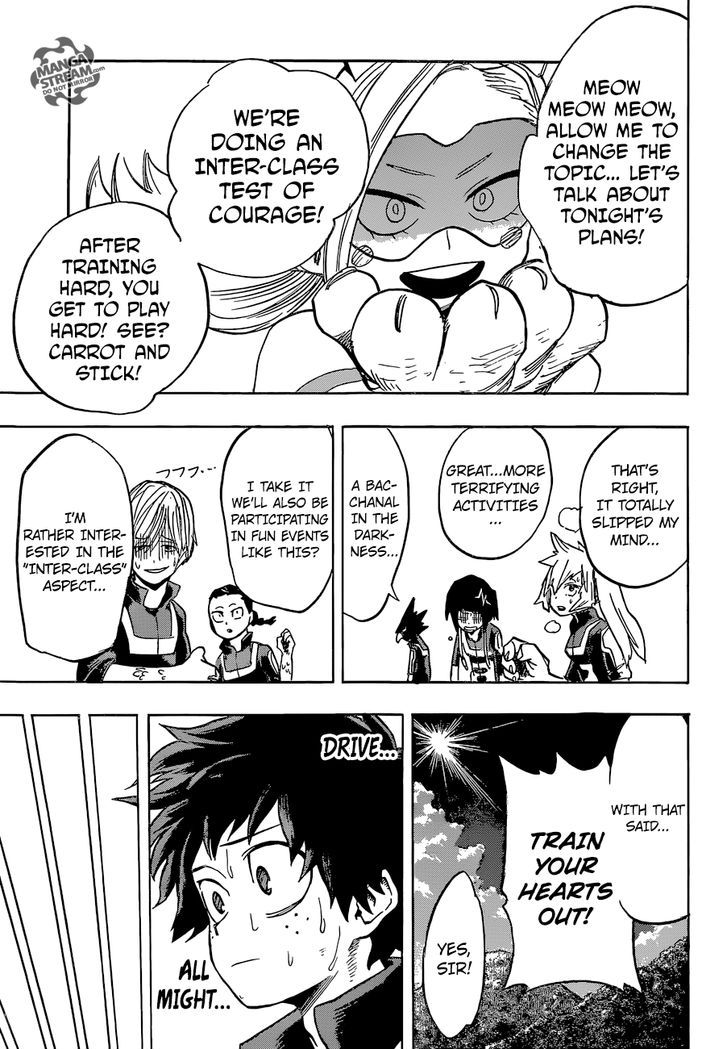 MANGA
STREAM.com
DO NOT MIRROR!
MEOW
MEOW MEOW,
ALLOW ME TO
CHANGE THE
TOPIC... LET'S
TALK ABOUT
TONIGHT'S
PLANS!
WE'RE
DOING AN
INTER-CLASS
TEST OF
COURAGE!
AFTER
TRAINING
HARD, YOU
GET TO PLAY
HARD! SEE?
CARROT AND
STICK!
THAT'S
RIGHT,
IT TOTALLY
SLIPPED MY
MIND...
GREAT...MORE
TERRIFYING
ACTIVITIES
...
A BAC-
CHANAL
IN THE
DARK-
NESS...
I TAKE IT
WE'LL ALSO BE
PARTICIPATING
IN FUN EVENTS
LIKE THIS?
フフフ...
I'M
RATHER INTER-
ESTED IN THE
"INTER-CLASS"
ASPECT...
WITH THAT
SAID...
TRAIN
YOUR
HEARTS
OUT!
YES,
SIR!
DRIVE...
ALL
MIGHT...